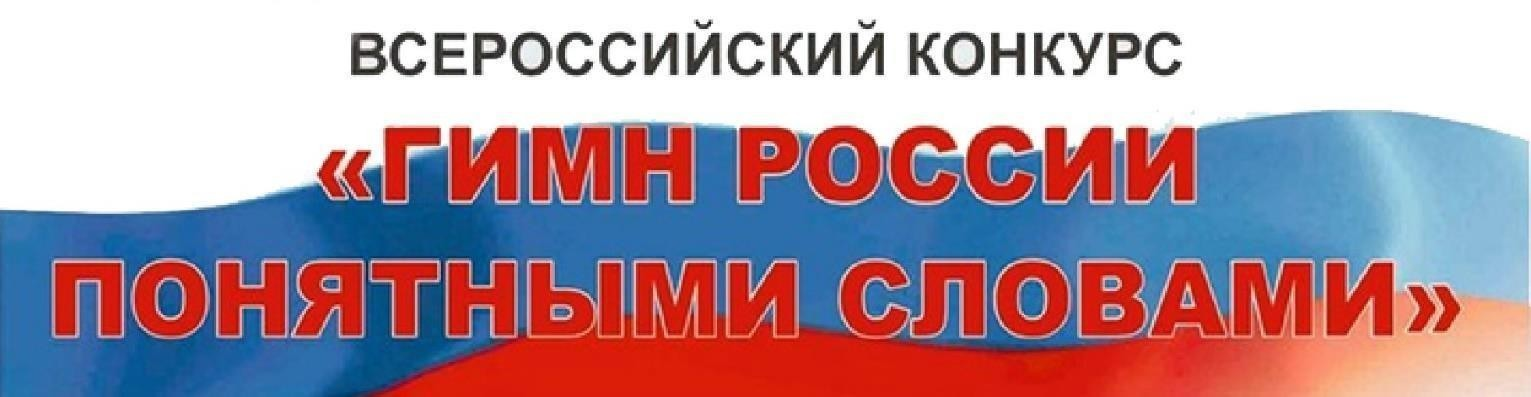 ВСЕРОССИЙСКИЙ КОНКУРС
«ГИМН РОССИИ
ПОНЯТНЫМИ СЛОВАМИ»